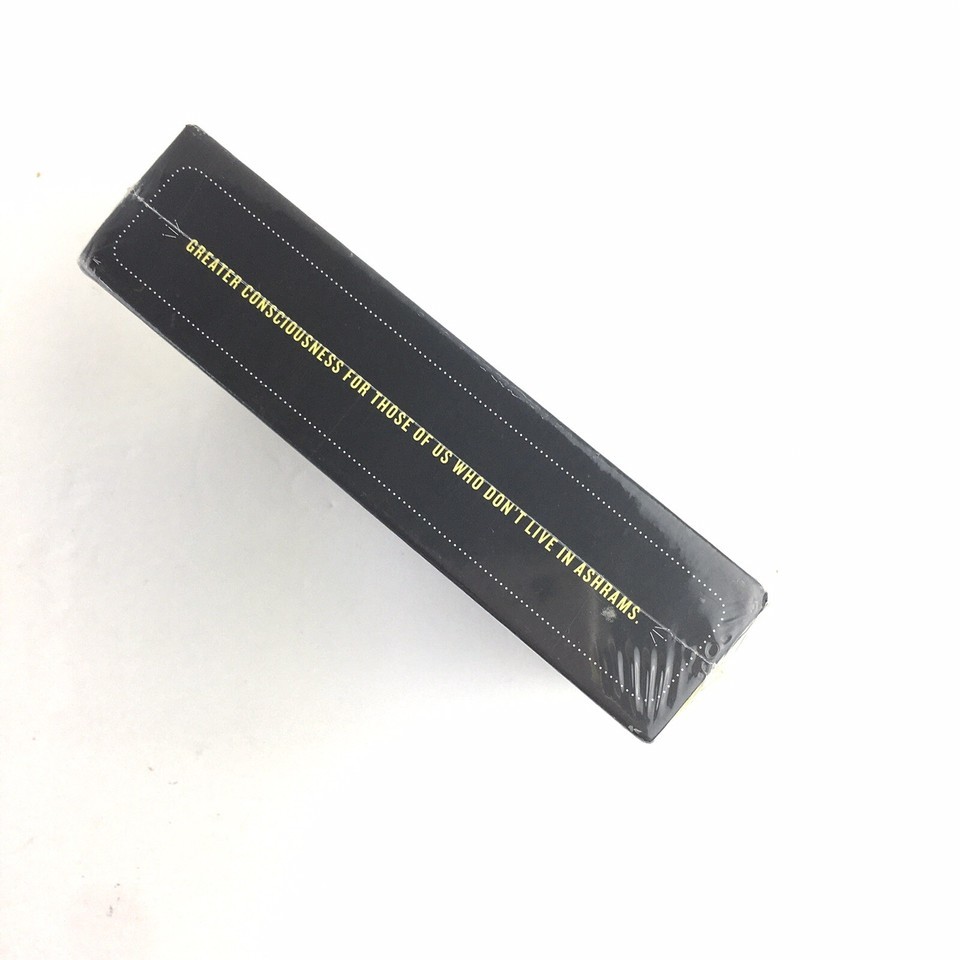 GREATER CONSCIOUSNESS FOR THOSE OF US WHO DON'T LIVE IN ASHRAMS.